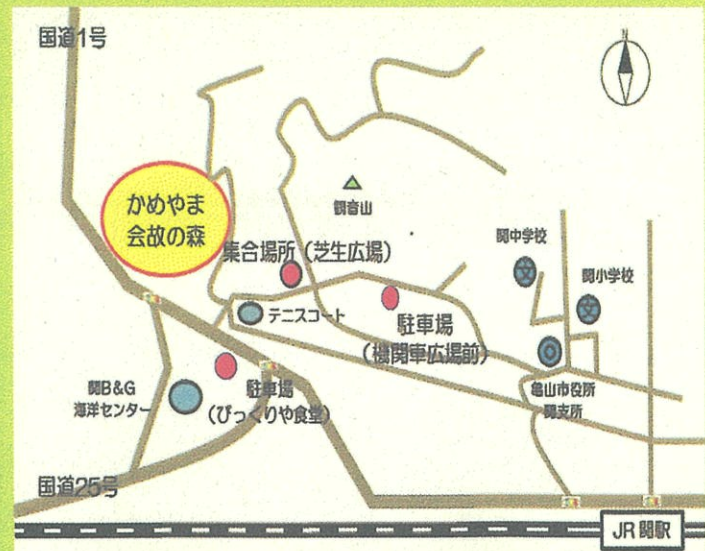 国道1号
N
かめやま
会故の森
観音山
集合場所（芝生広場）
関中学校
関小学校
テニスコート
駐車場
（機関車広場前）
関B&G
海洋センター
駐車場
（びっくりや食堂）
亀山市役所
関支所
国道25号
JR関駅